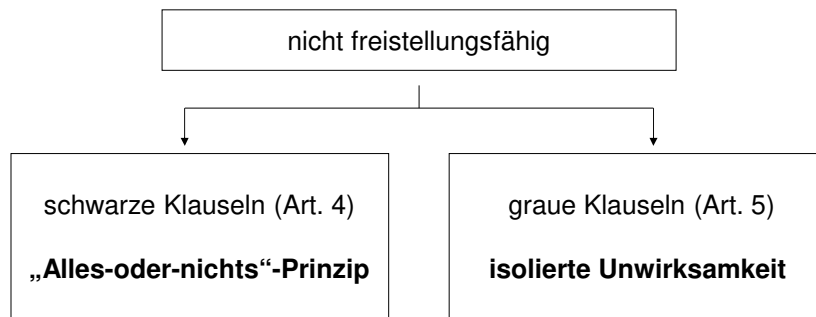 nicht freistellungsfähig
schwarze Klauseln (Art. 4)
„Alles-oder-nichts“-Prinzip
graue Klauseln (Art. 5)
isolierte Unwirksamkeit